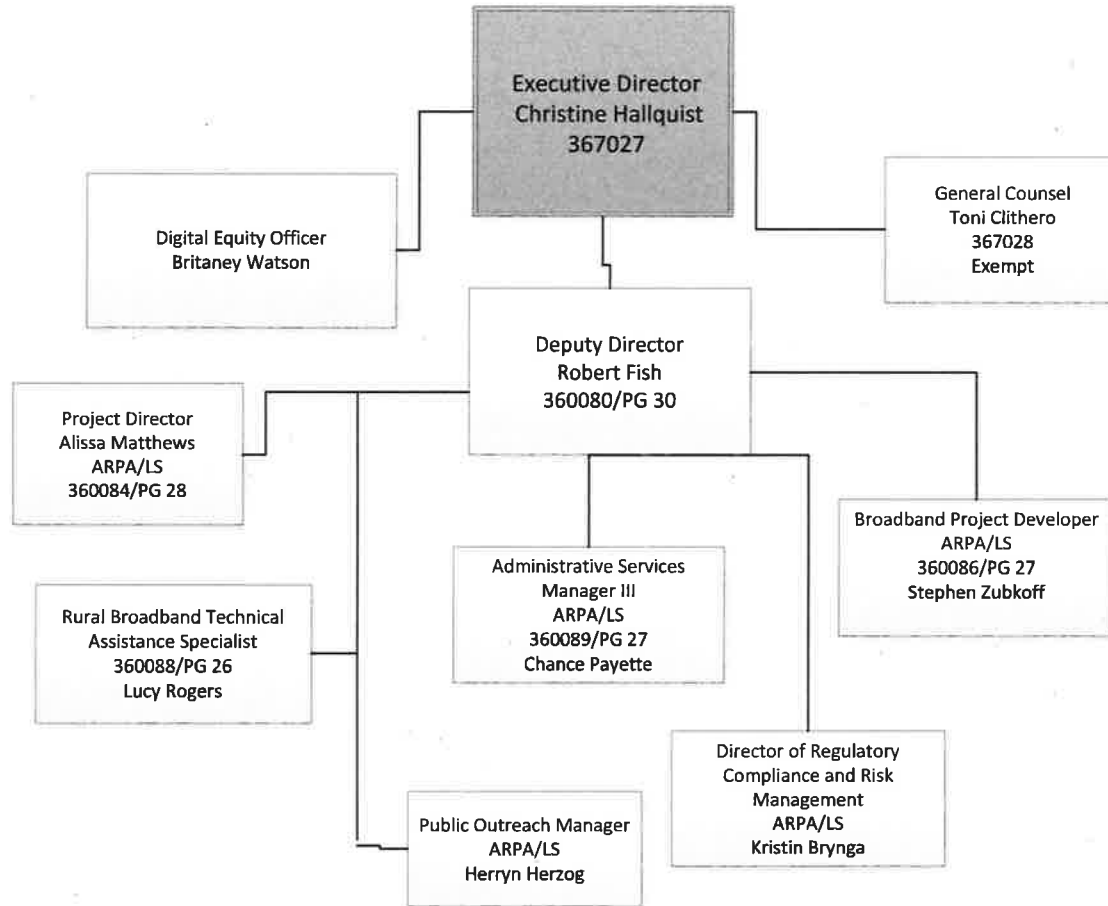 Executive Director
Christine Hallquist
367027
Digital Equity Officer
Britaney Watson
General Counsel
Toni Clithero
367028
Exempt
Deputy Director
Robert Fish
360080/PG 30
Project Director
Alissa Matthews
ARPA/LS
360084/PG 28
Broadband Project Developer
ARPA/LS
360086/PG 27
Stephen Zubkoff
Administrative Services
Manager III
ARPA/LS
360089/PG 27
Chance Payette
Rural Broadband Technical
Assistance Specialist
360088/PG 26
Lucy Rogers
Director of Regulatory
Compliance and Risk
Management
ARPA/LS
Kristin Brynga
Public Outreach Manager
ARPA/LS
Herryn Herzog